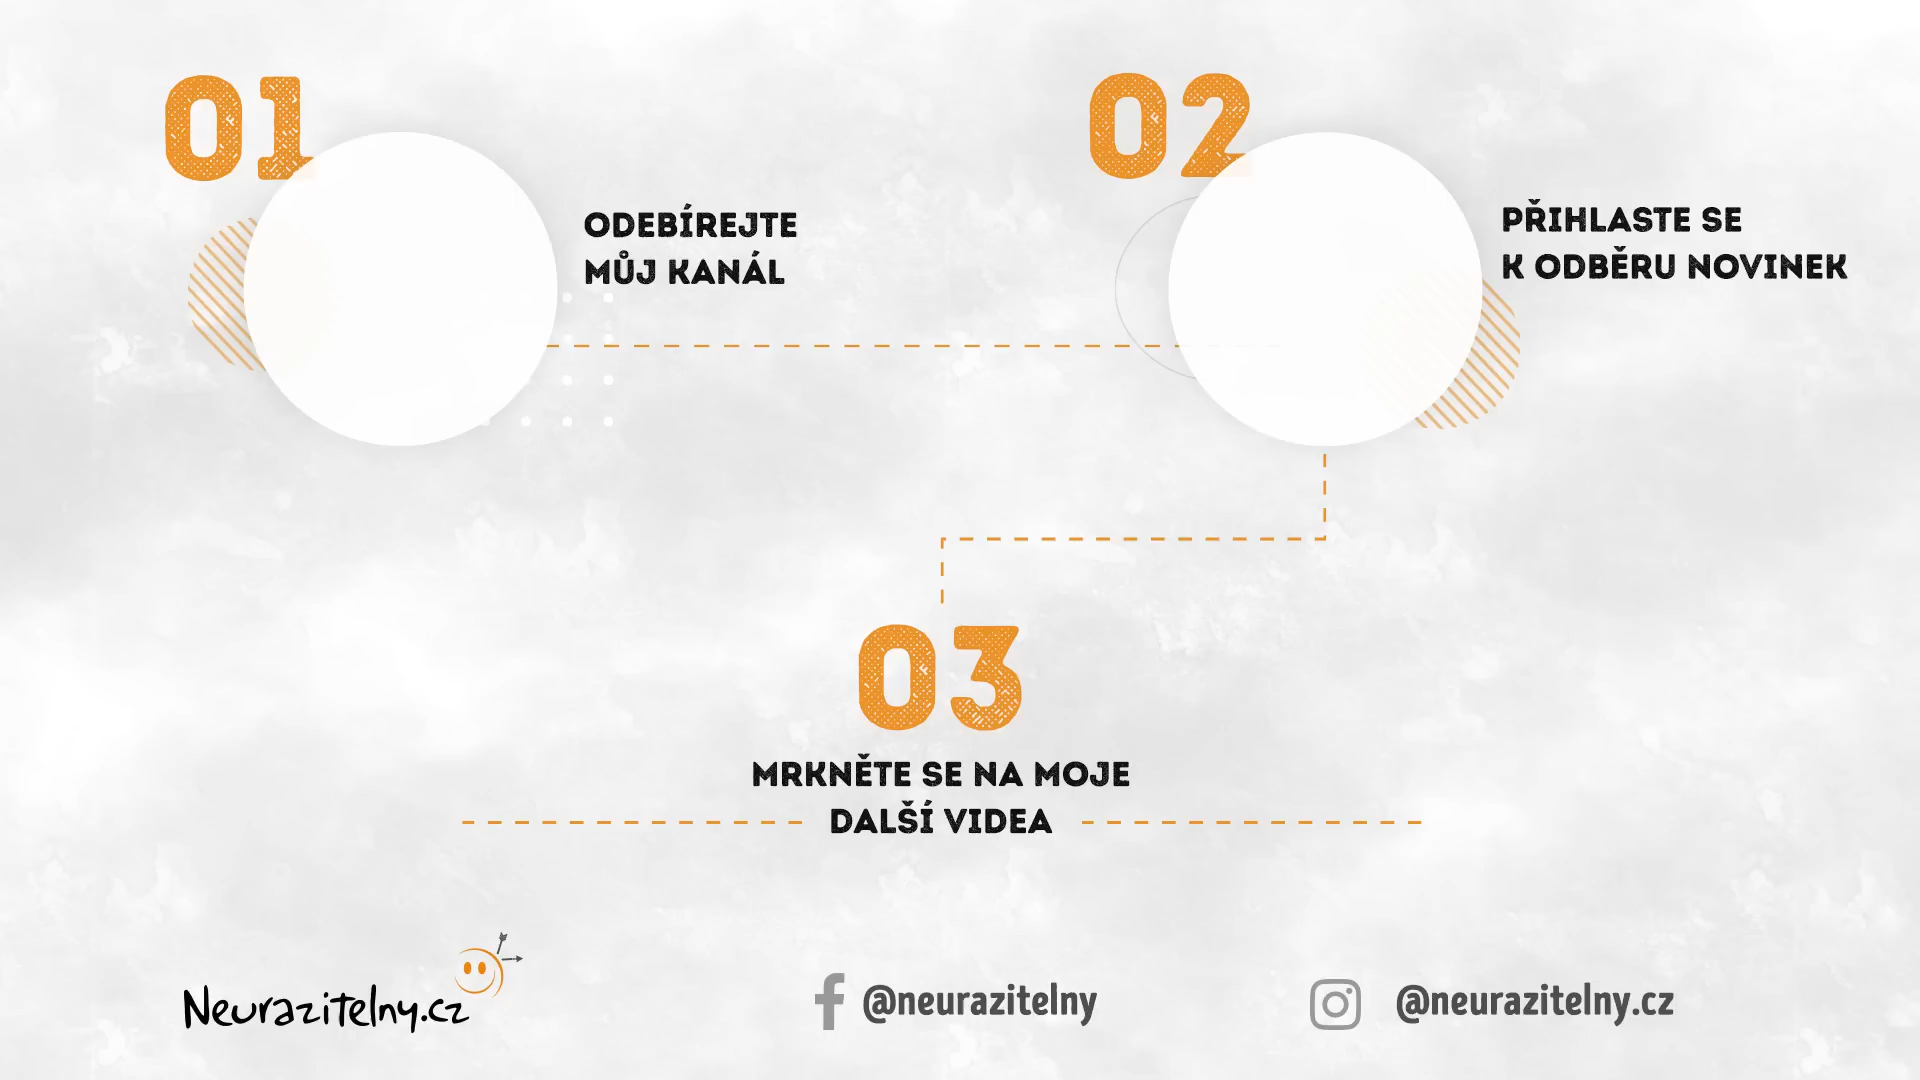 01
ODEBÍREJTE
MŮJ KANÁL
02
PŘIHLASTE SE
K ODBĚRU NOVINEK
03
MRKNĚTE SE NA MOJE
DALŠÍ VIDEA
Neurazitelny.cz
@neurazitelny
@neurazitelny.cz